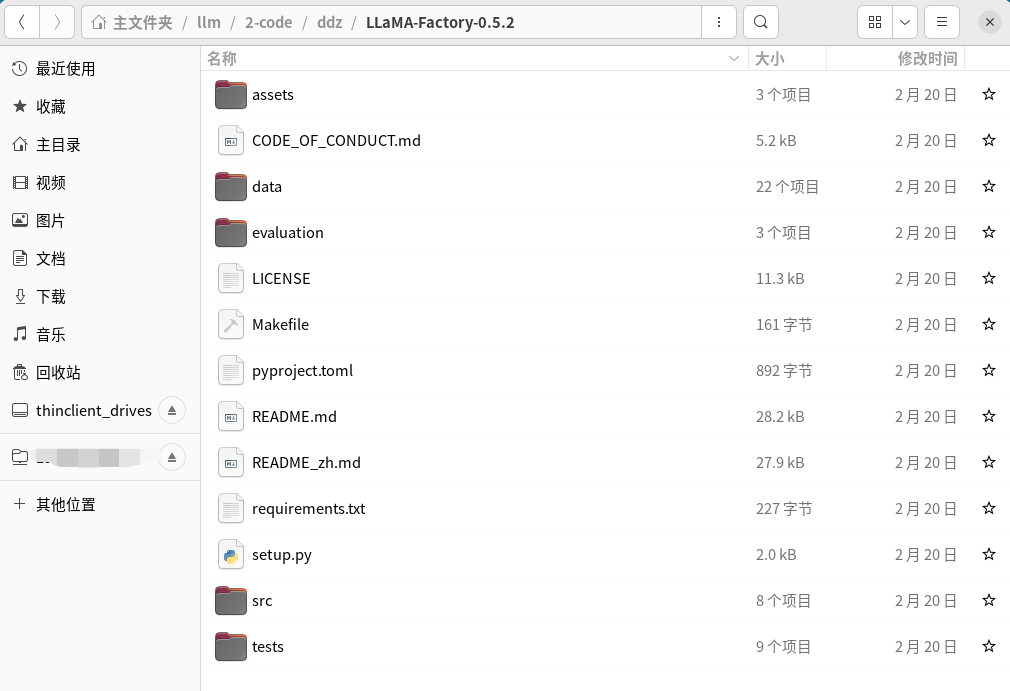 主文件夹 / llm / 2-code / ddz / LLaMA-Factory-0.5.2
最近使用
收藏
主目录
视频
图片
文档
下载
音乐
回收站
thinclient_drives
其他位置
名称 大小 修改时间
assets 3 个项目 2 月 20 日
CODE_OF_CONDUCT.md 5.2 kB 2 月 20 日
data 22 个项目 2 月 20 日
evaluation 3 个项目 2 月 20 日
LICENSE 11.3 kB 2 月 20 日
Makefile 161 字节 2 月 20 日
pyproject.toml 892 字节 2 月 20 日
README.md 28.2 kB 2 月 20 日
README_zh.md 27.9 kB 2 月 20 日
requirements.txt 227 字节 2 月 20 日
setup.py 2.0 kB 2 月 20 日
src 8 个项目 2 月 20 日
tests 9 个项目 2 月 20 日